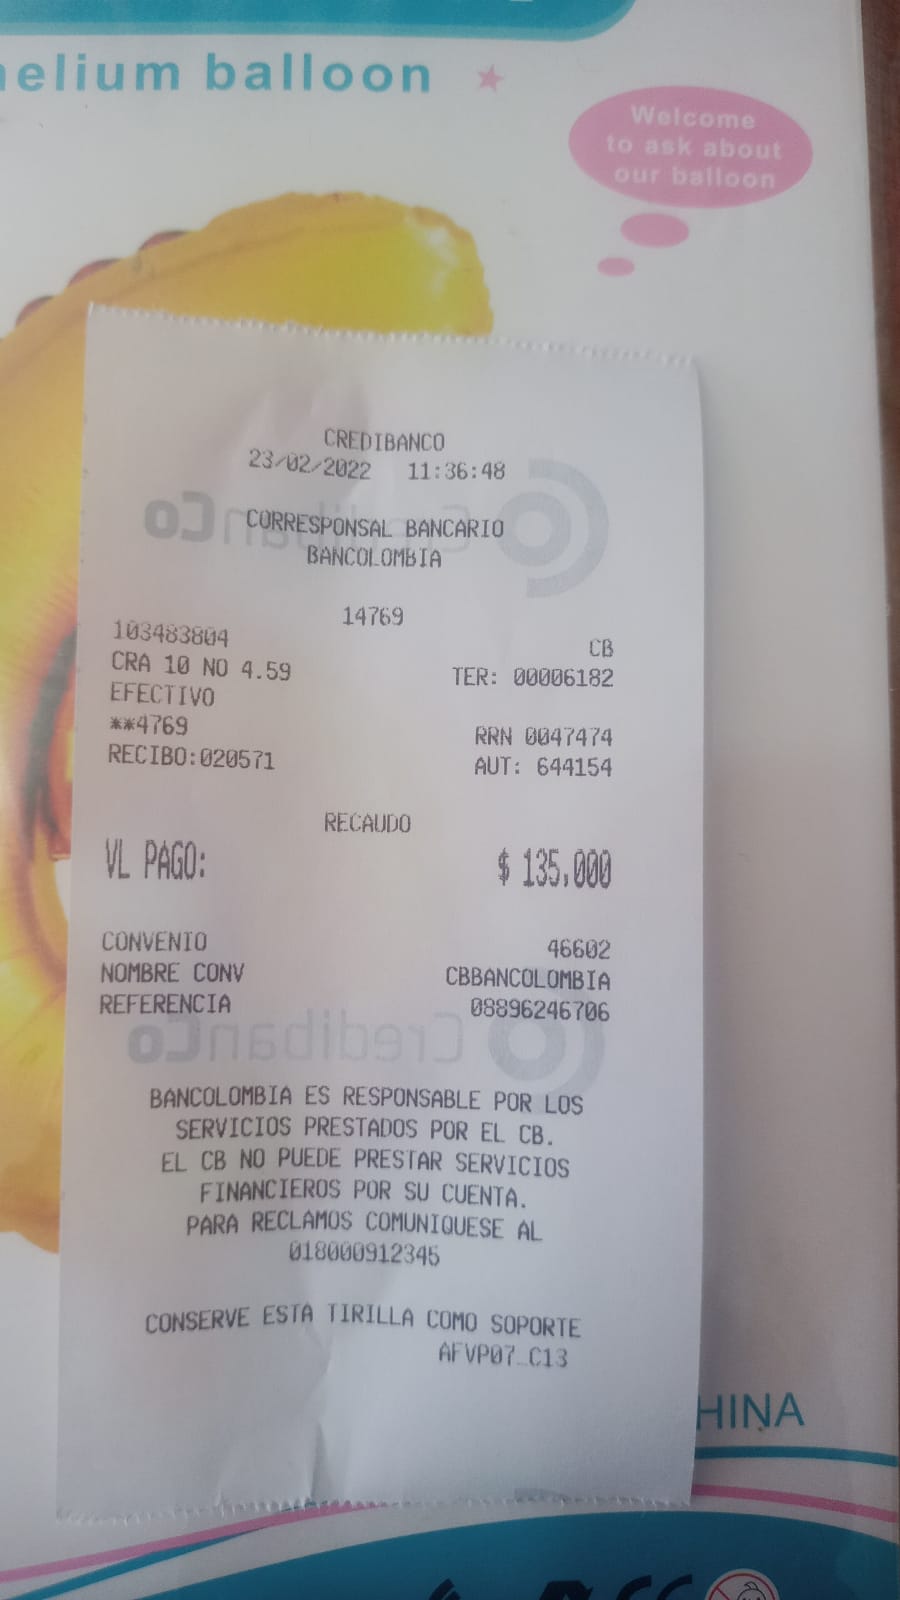 helium balloon
Welcome
to ask about
our balloon
CREDIBANCO
23/02/2022 11:36:48
CORRESPONSAL BANCARIO
BANCOLOMBIA
14769
103483804 CB
CRA 10 NO 4.59 TER: 00006182
EFECTIVO
**4769 RRN 0047474
RECIBO:020571 AUT: 644154
RECAUDO
VL PAGO: $ 135,000
CONVENIO 46602
NOMBRE CONV CBBANCOLOMBIA
REFERENCIA 08896246706
CredibanCo
BANCOLOMBIA ES RESPONSABLE POR LOS
SERVICIOS PRESTADOS POR EL CB.
EL CB NO PUEDE PRESTAR SERVICIOS
FINANCIEROS POR SU CUENTA.
PARA RECLAMOS COMUNIQUESE AL
018000912345
CONSERVE ESTA TIRILLA COMO SOPORTE
AFVP07_C13
HINA